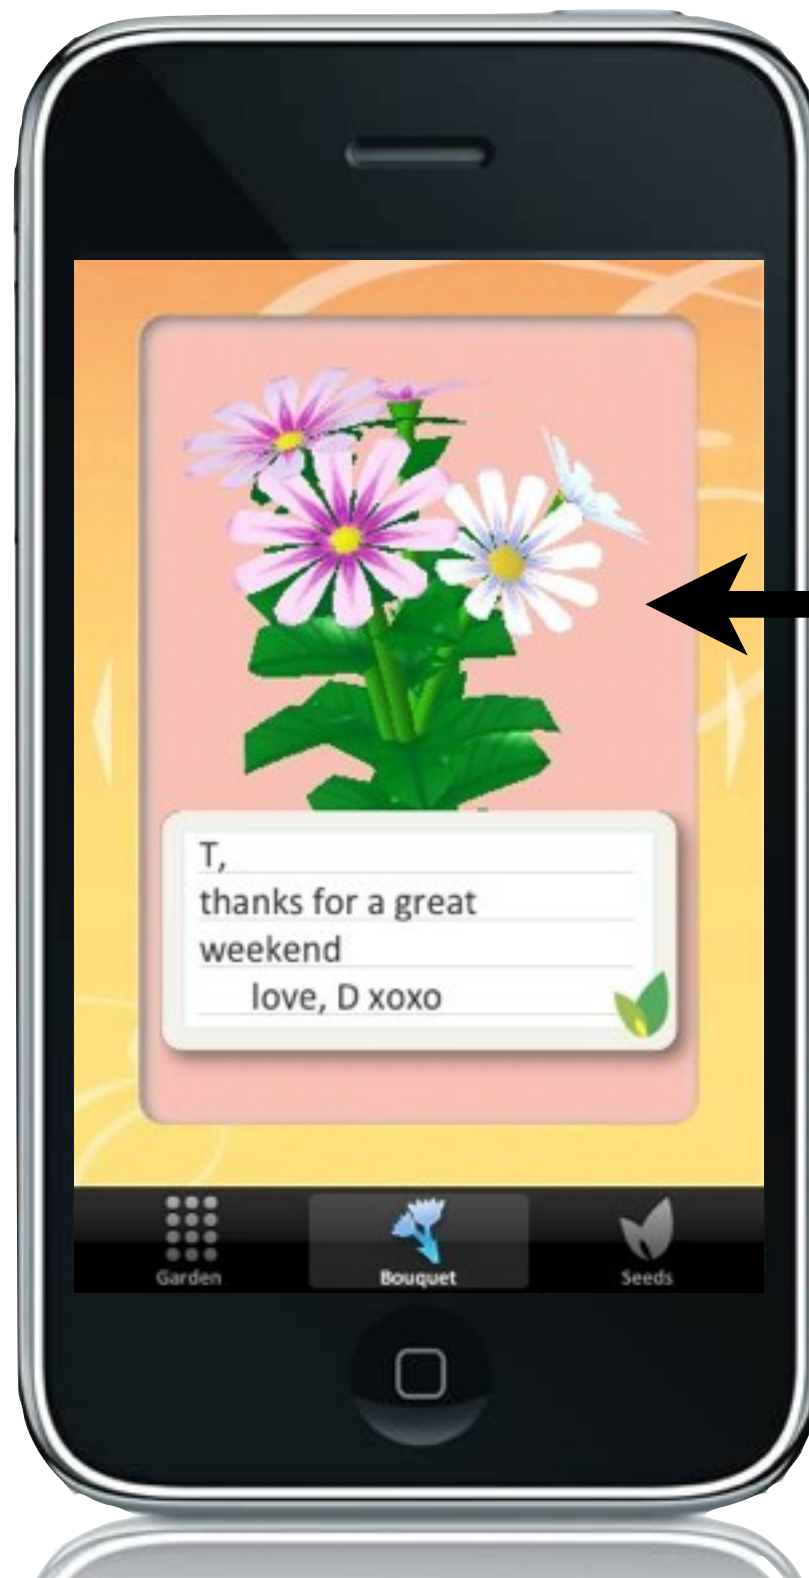 T,
thanks for a great
weekend
love, D xoxo
Garden Bouquet Seeds